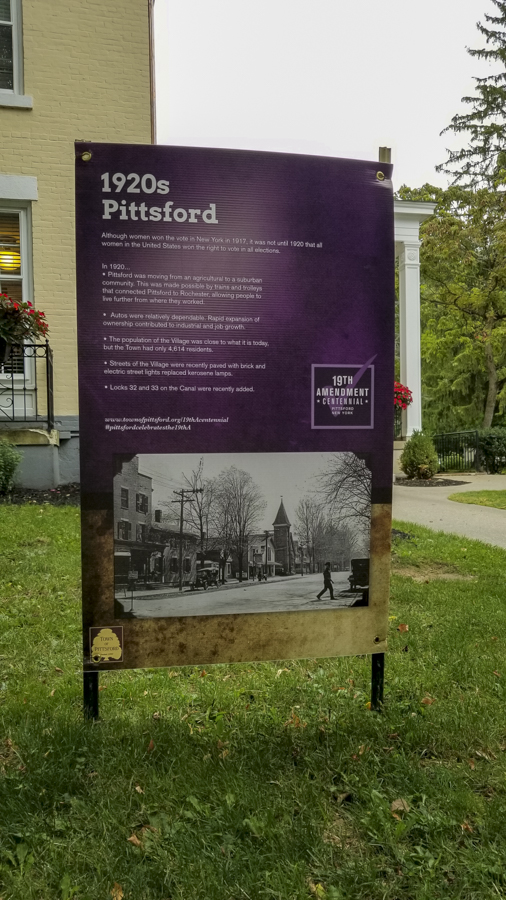 1920s
Pittsford
Although women won the vote in New York in 1917, it was not until 1920 that all
women in the United States won the right to vote in all elections.
In 1920...
• Pittsford was moving from an agricultural to a suburban
community. This was made possible by trains and trolleys
that connected Pittsford to Rochester, allowing people to
live further from where they worked.
• Autos were relatively dependable. Rapid expansion of
ownership contributed to industrial and job growth.
• The population of the Village was close to what it is today,
but the Town had only 4,614 residents.
• Streets of the Village were recently paved with brick and
electric street lights replaced kerosene lamps.
• Locks 32 and 33 on the Canal were recently added.
19TH
AMENDMENT
• CENTENNIAL •
PITTSFORD
NEW YORK
www.townofpittsford.org/19thAcentennial
#pittsfordcelebratesthe19thA
TOWN
OF
PITTSFORD